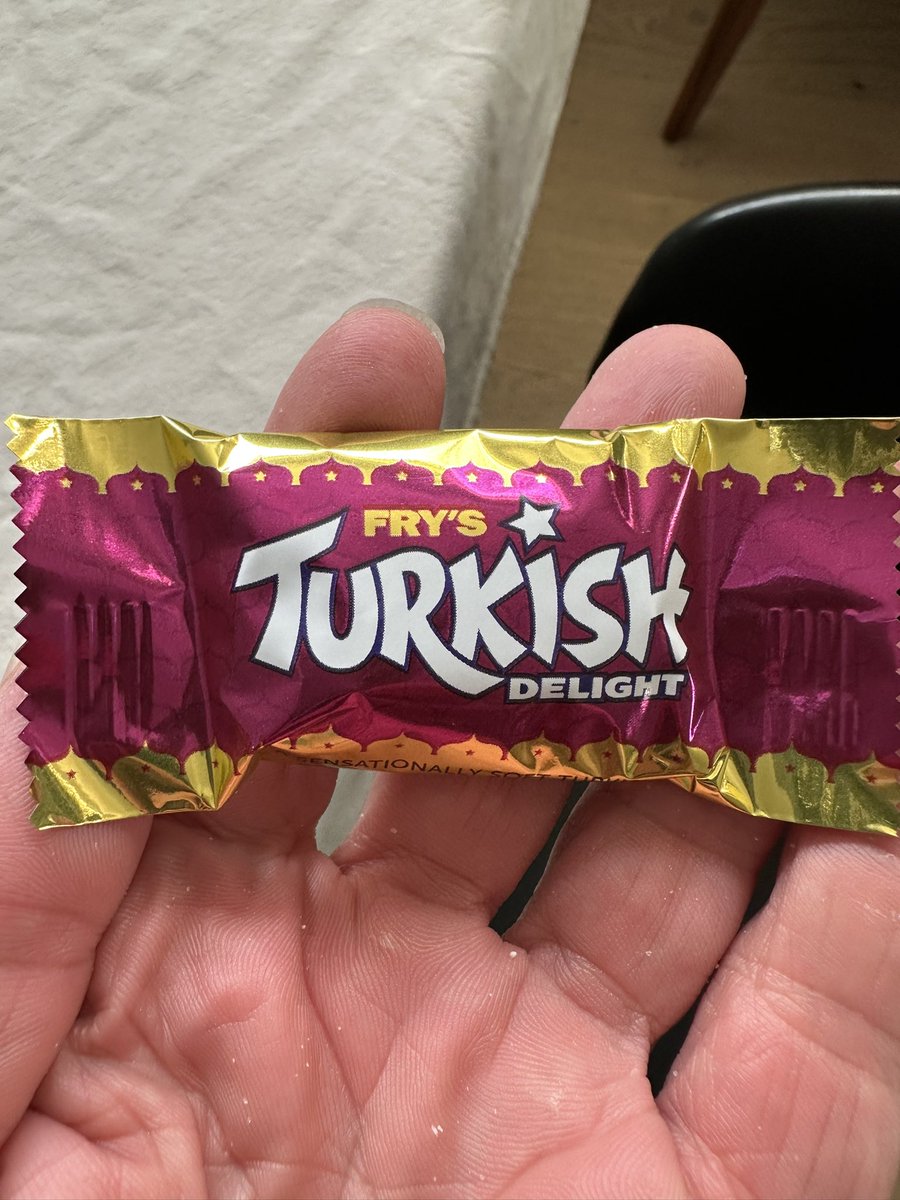 FRY'S
TURKISH
DELIGHT
SENSATIONALLY SOFT